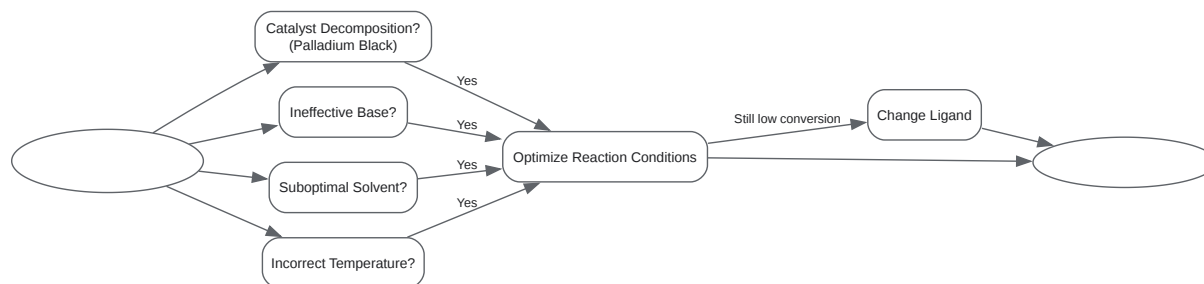 Catalyst Decomposition?
(Palladium Black)
Yes
Ineffective Base?
Yes
Suboptimal Solvent?
Yes
Incorrect Temperature?
Yes
Optimize Reaction Conditions
Still low conversion
Change Ligand